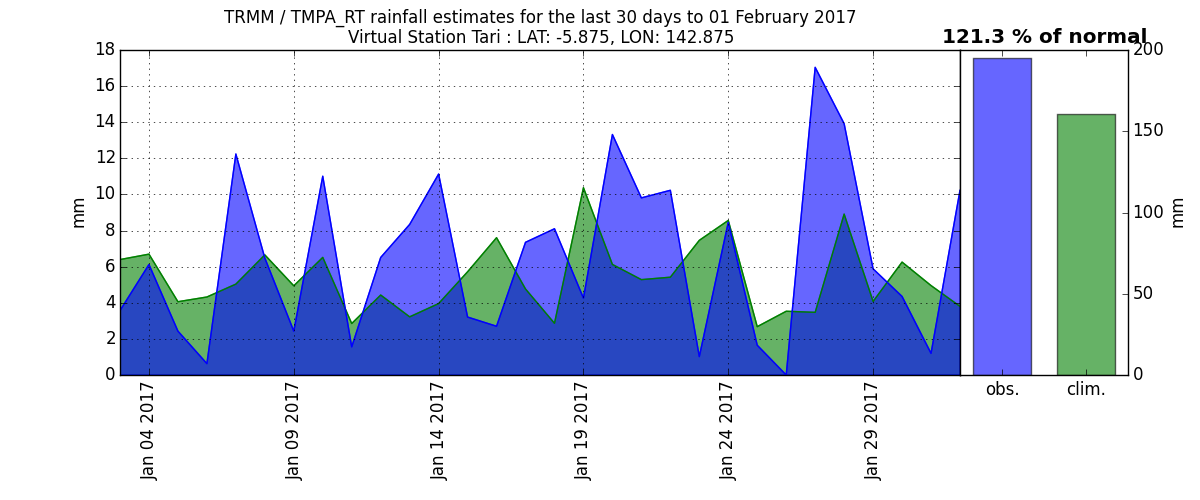 TRMM / TMPA_RT rainfall estimates for the last 30 days to 01 February 2017
Virtual Station Tari : LAT: -5.875, LON: 142.875
121.3 % of normal
18
16
14
12
10
8
6
4
2
0
mm
Jan 04 2017
Jan 09 2017
Jan 14 2017
Jan 19 2017
Jan 24 2017
Jan 29 2017
obs.
clim.
200
150
100
50
0
mm